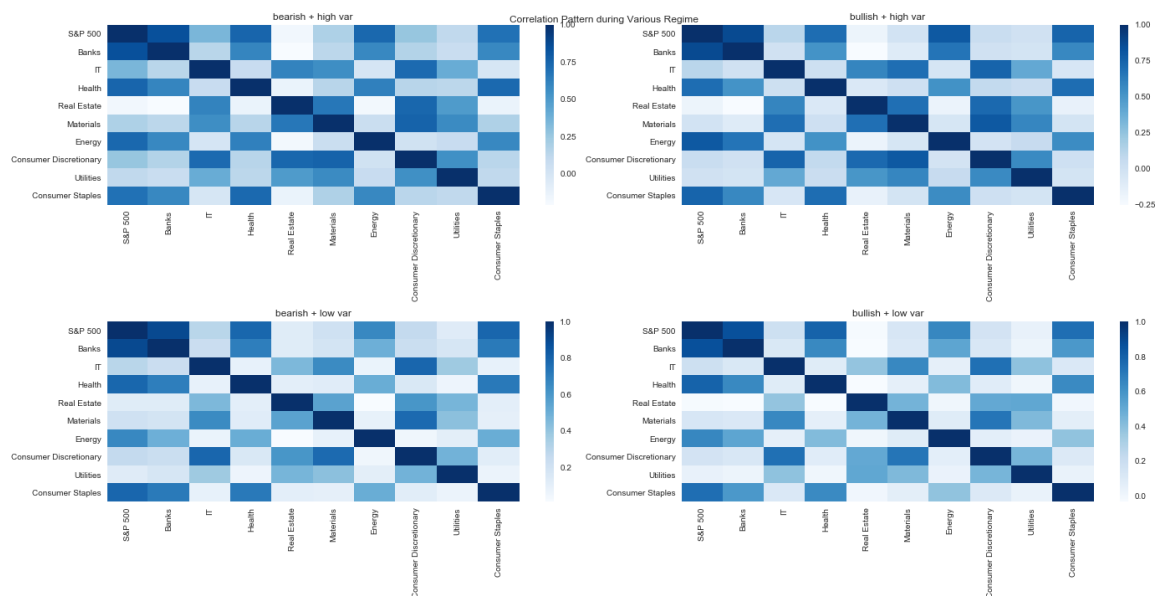 Correlation Pattern during Various Regime
bearish + high var
S&P 500
Banks
IT
Health
Real Estate
Materials
Energy
Consumer Discretionary
Utilities
Consumer Staples
S&P 500
Banks
IT
Health
Real Estate
Materials
Energy
Consumer Discretionary
Utilities
Consumer Staples
1.00
0.75
0.50
0.25
0.00
bullish + high var
S&P 500
Banks
IT
Health
Real Estate
Materials
Energy
Consumer Discretionary
Utilities
Consumer Staples
S&P 500
Banks
IT
Health
Real Estate
Materials
Energy
Consumer Discretionary
Utilities
Consumer Staples
1.00
0.75
0.50
0.25
0.00
−0.25
bearish + low var
S&P 500
Banks
IT
Health
Real Estate
Materials
Energy
Consumer Discretionary
Utilities
Consumer Staples
S&P 500
Banks
IT
Health
Real Estate
Materials
Energy
Consumer Discretionary
Utilities
Consumer Staples
1.0
0.8
0.6
0.4
0.2
bullish + low var
S&P 500
Banks
IT
Health
Real Estate
Materials
Energy
Consumer Discretionary
Utilities
Consumer Staples
S&P 500
Banks
IT
Health
Real Estate
Materials
Energy
Consumer Discretionary
Utilities
Consumer Staples
1.0
0.8
0.6
0.4
0.2
0.0